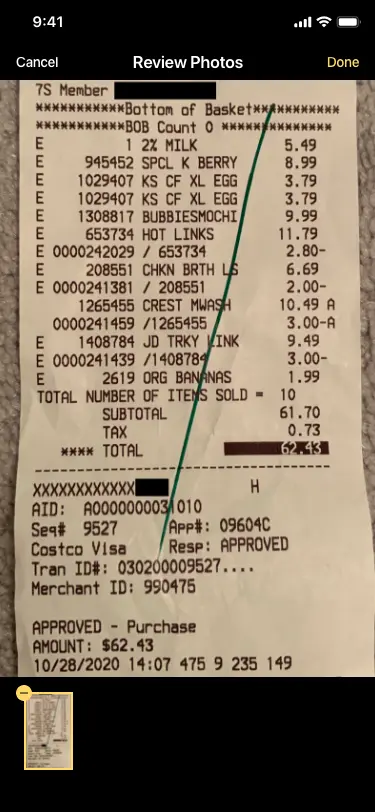 9:41
Cancel Review Photos Done
7S Member
***********Bottom of Basket***********
***********BOB Count 0 **************
E 1 2% MILK 5.49
E 945452 SPCL K BERRY 8.99
E 1029407 KS CF XL EGG 3.79
E 1029407 KS CF XL EGG 3.79
E 1308817 BUBBIESMOCHI 9.99
E 653734 HOT LINKS 11.79
E 0000242029 / 653734 2.80-
E 208551 CHKN BRTH LS 6.69
E 0000241381 / 208551 2.00-
1265455 CREST MWASH 10.49 A
0000241459 /1265455 3.00-A
E 1408784 JD TRKY LINK 9.49
E 0000241439 /1408784 3.00-
E 2619 ORG BANANAS 1.99
TOTAL NUMBER OF ITEMS SOLD = 10
SUBTOTAL 61.70
TAX 0.73
**** TOTAL 62.43
XXXXXXXXXXXX H
AID: A0000000031010
Seq# 9527 App#: 09604C
Costco Visa Resp: APPROVED
Tran ID#: 030200009527....
Merchant ID: 990475
APPROVED - Purchase
AMOUNT: $62.43
10/28/2020 14:07 475 9 235 149